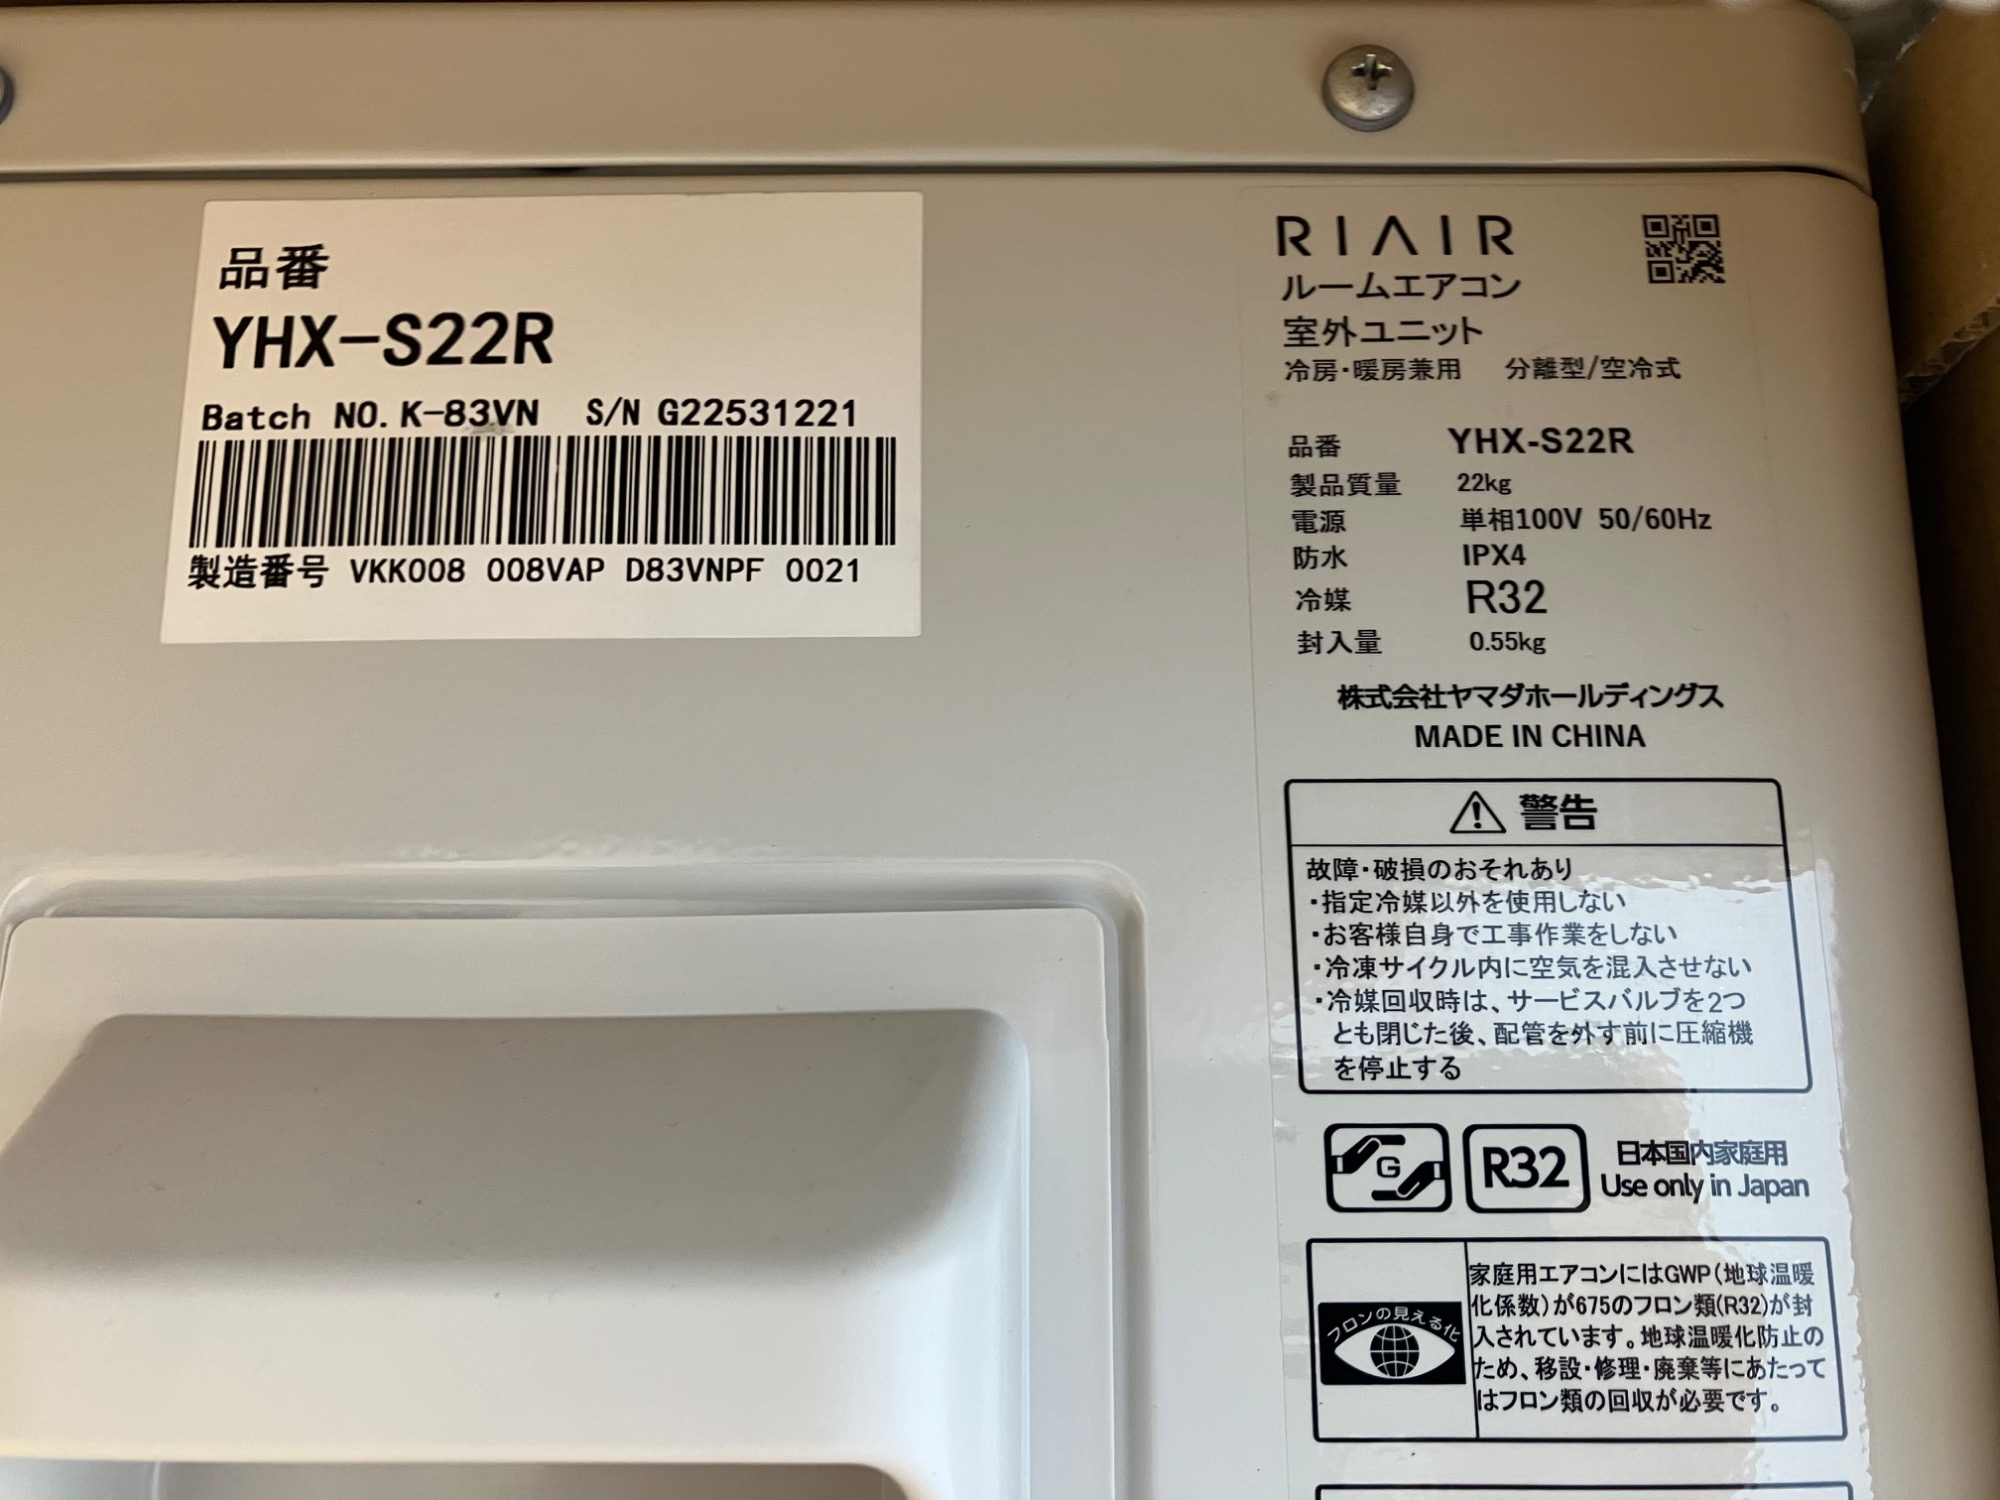 品番
YHX-S22R
Batch NO. K-83VN S/N G22531221
製造番号 VKK008 008VAP D83VNPF 0021
RIAIR
ルームエアコン
室外ユニット
冷房・暖房兼用 分離型/空冷式
品番 YHX-S22R
製品質量 22kg
電源 単相100V 50/60Hz
防水 IPX4
冷媒 R32
封入量 0.55kg
株式会社ヤマダホールディングス
MADE IN CHINA
警告
故障・破損のおそれあり
・指定冷媒以外を使用しない
・お客様自身で工事作業をしない
・冷凍サイクル内に空気を混入させない
・冷媒回収時は、サービスバルブを2つ
とも閉じた後、配管を外す前に圧縮機
を停止する
G
R32
日本国内家庭用
Use only in Japan
フロンの見える化
家庭用エアコンにはGWP(地球温暖
化係数)が675のフロン類(R32)が封
入されています。地球温暖化防止の
ため、移設・修理・廃棄等にあたって
はフロン類の回収が必要です。